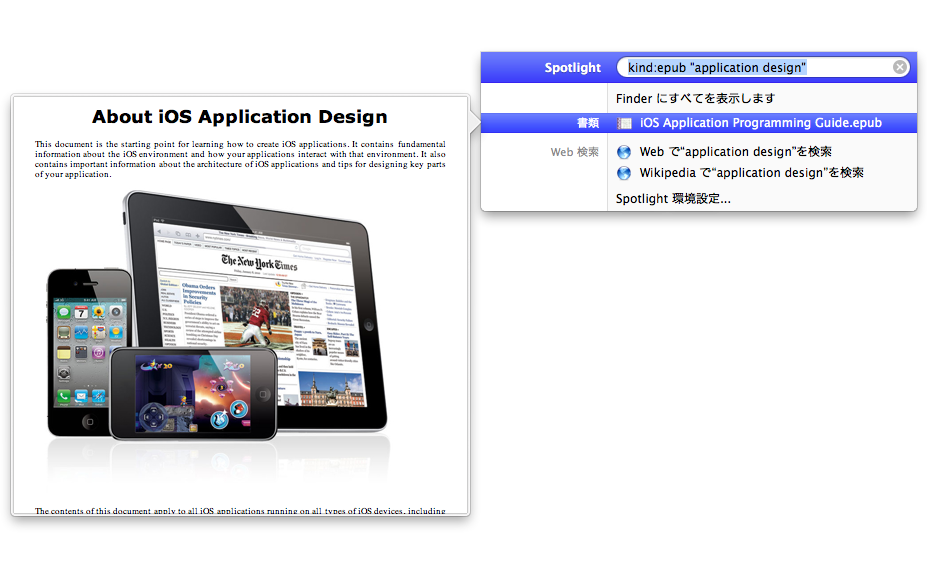 About iOS Application Design
This document is the starting point for learning how to create iOS applications. It contains fundamental
information about the iOS environment and how your applications interact with that environment. It also
contains important information about the architecture of iOS applications and tips for designing key parts
of your application.
The New York Times
Obama Orders
Improvements
in Security
Policies
The contents of this document apply to all iOS applications running on all types of iOS devices, including
Spotlight
kind:epub "application design"
Finder にすべてを表示します
書類
iOS Application Programming Guide.epub
Web 検索
Web で“application design”を検索
Wikipedia で“application design”を検索
Spotlight 環境設定...